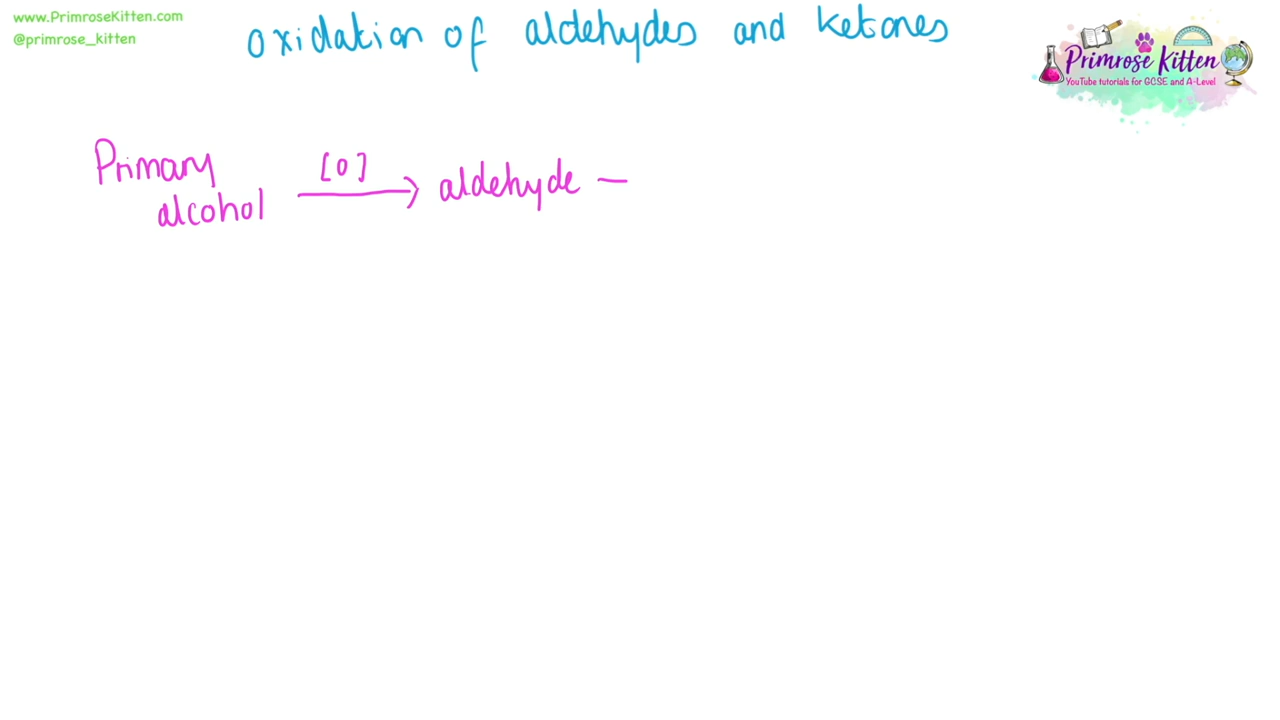 www.PrimroseKitten.com
@primrose_kitten
oxidation of aldehydes and ketones
Primrose Kitten
YouTube tutorials for GCSE and A-Level
Primary
alcohol
[O]
aldehyde